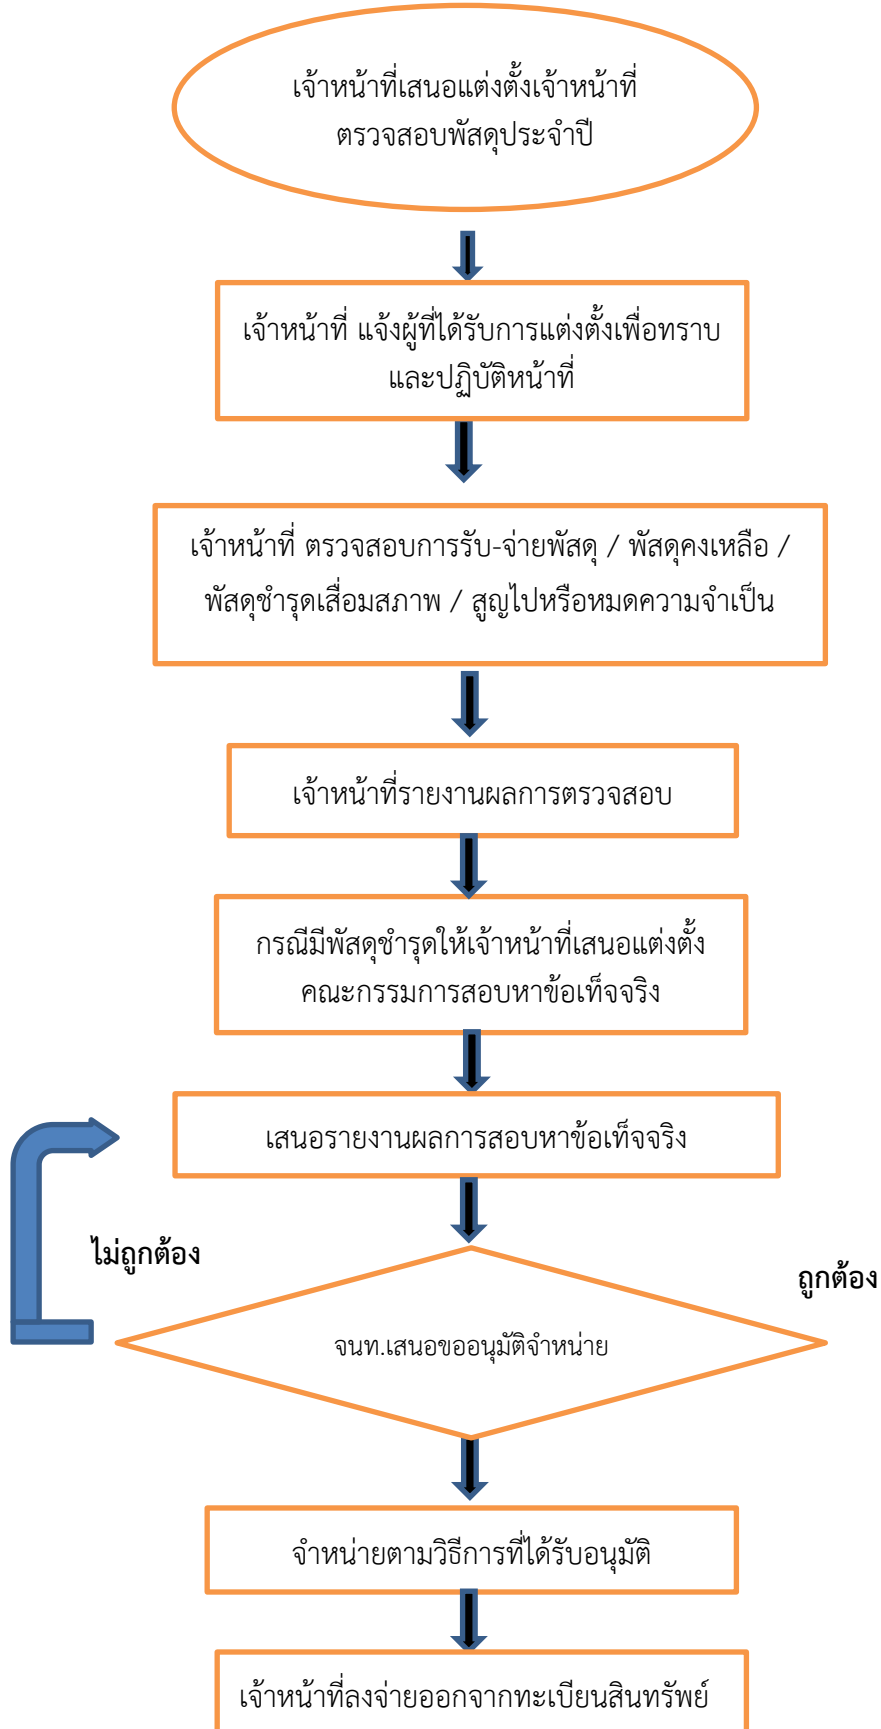 เจ้าหน้าที่เสนอแต่งตั้งเจ้าหน้าที่
ตรวจสอบพัสดุประจำปี
เจ้าหน้าที่ แจ้งผู้ที่ได้รับการแต่งตั้งเพื่อทราบ
และปฏิบัติหน้าที่
เจ้าหน้าที่ ตรวจสอบการรับ-จ่ายพัสดุ / พัสดุคงเหลือ /
พัสดุชำรุดเสื่อมสภาพ / สูญไปหรือหมดความจำเป็น
เจ้าหน้าที่รายงานผลการตรวจสอบ
กรณีมีพัสดุชำรุดให้เจ้าหน้าที่เสนอแต่งตั้ง
คณะกรรมการสอบหาข้อเท็จจริง
เสนอรายงานผลการสอบหาข้อเท็จจริง
ไม่ถูกต้อง
ถูกต้อง
จนท.เสนอขออนุมัติจำหน่าย
จำหน่ายตามวิธีการที่ได้รับอนุมัติ
เจ้าหน้าที่ลงจ่ายออกจากทะเบียนสินทรัพย์